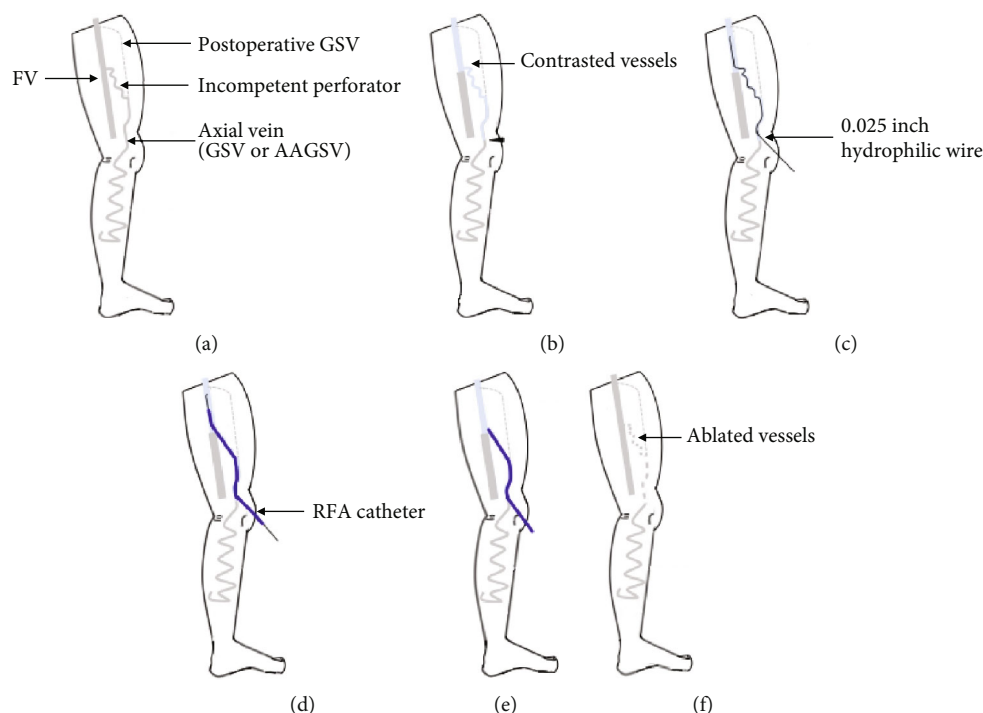 Postoperative GSV
FV
Incompetent perforator
Axial vein
(GSV or AAGSV)
(a)
Contrasted vessels
(b)
0.025 inch
hydrophilic wire
(c)
RFA catheter
(d)
(e)
Ablated vessels
(f)